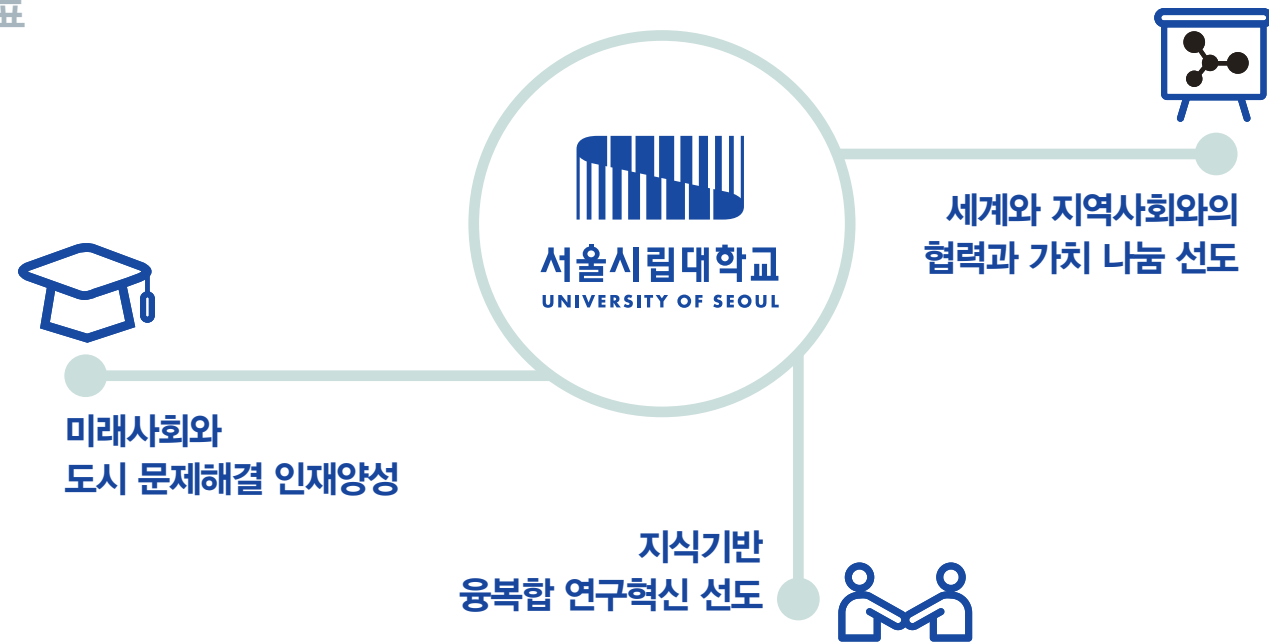 표
서울시립대학교
UNIVERSITY OF SEOUL
세계와 지역사회와의
협력과 가치 나눔 선도
미래사회와
도시 문제해결 인재양성
지식기반
융복합 연구혁신 선도